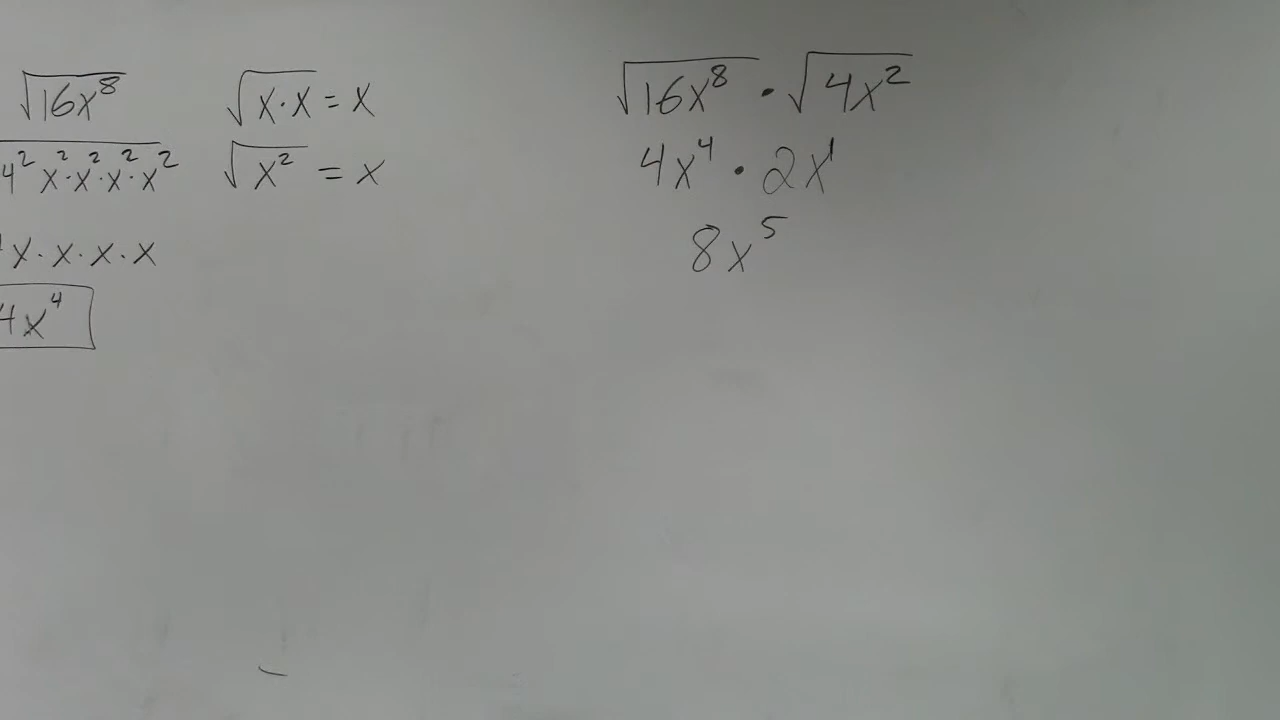 √16x⁸
4² x²·x²·x²·x²
x·x·x·x
4x⁴
√x·x = x
√x² = x
√16x⁸ · √4x²
4x⁴ · 2x¹
8x⁵